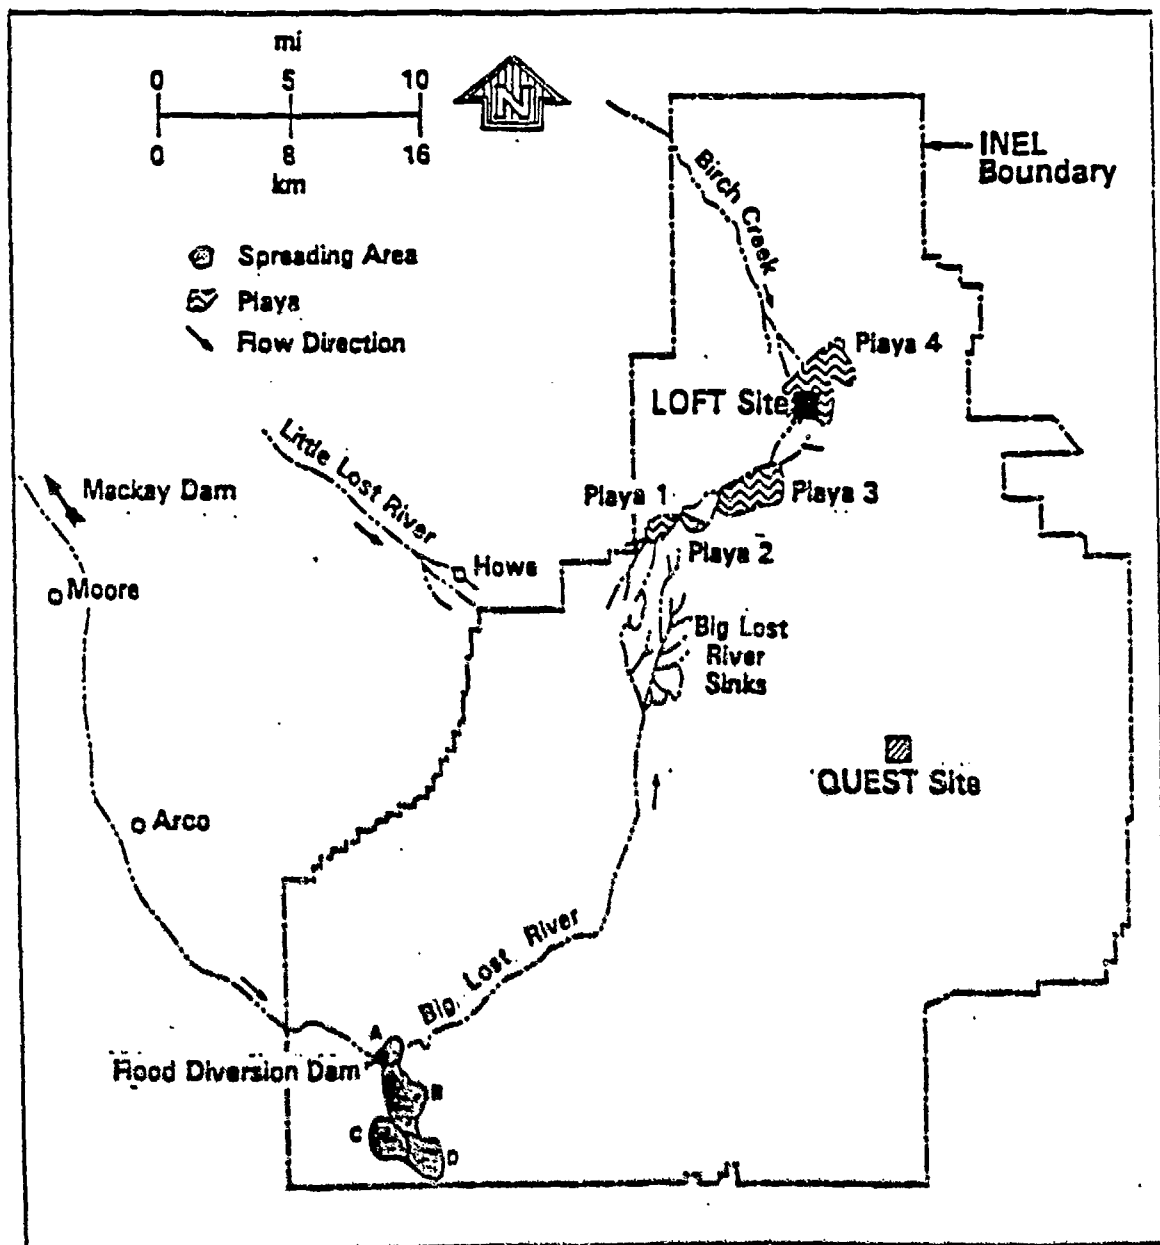 mi
0 5 10
0 8 16
km
N
INEL
Boundary
Birch Creek
Spreading Area
Playa
Flow Direction
Playa 4
LOFT Site
Little Lost River
Mackay Dam
Playa 1
Playa 3
Playa 2
Howe
Moore
Big Lost
River
Sinks
QUEST Site
Arco
Big Lost River
A
Flood Diversion Dam
B
C
D